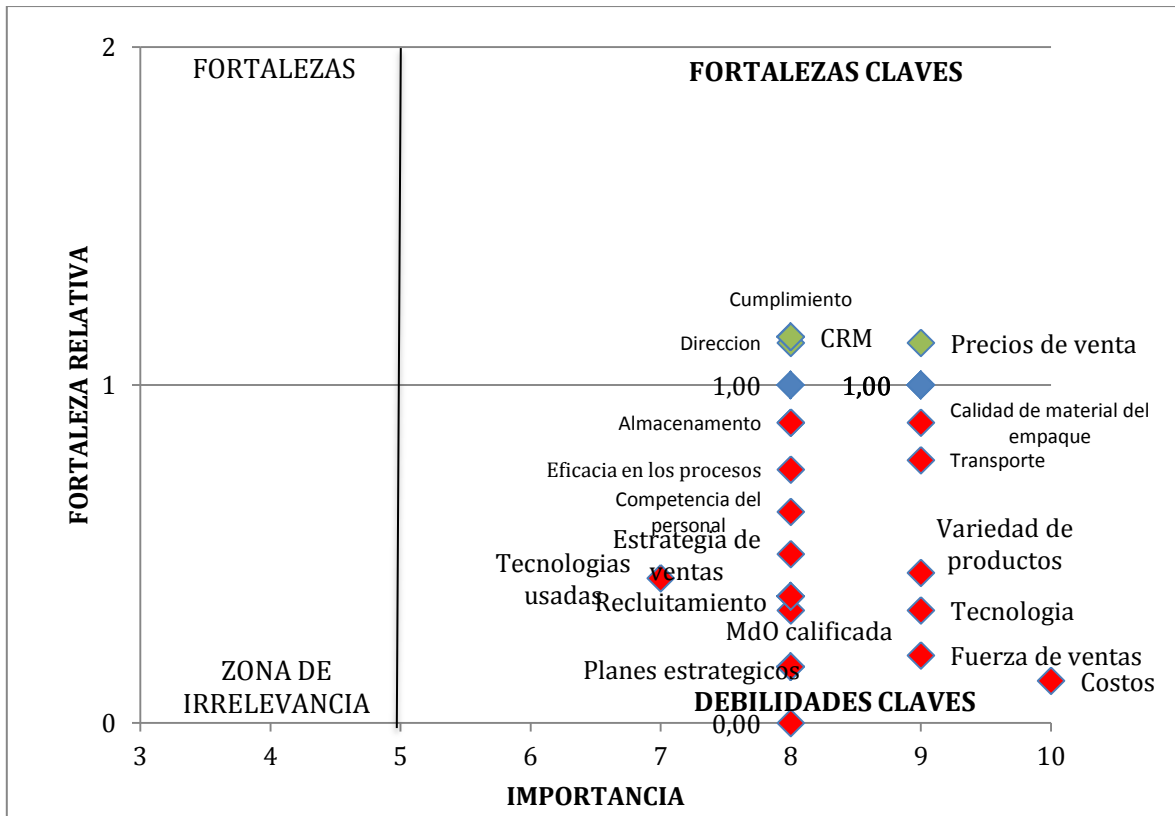 2
FORTALEZAS
FORTALEZAS CLAVES
FORTALEZA RELATIVA
Cumplimiento
Direccion
CRM
Precios de venta
1
1,00
1,00
Almacenamento
Calidad de material del
empaque
Eficacia en los procesos
Transporte
Competencia del
personal
Variedad de
productos
Estrategia de
ventas
Tecnologias
usadas
Recluitamiento
Tecnologia
MdO calificada
Planes estrategicos
Fuerza de ventas
Costos
ZONA DE
IRRELEVANCIA
DEBILIDADES CLAVES
0
0,00
3
4
5
6
7
8
9
10
IMPORTANCIA